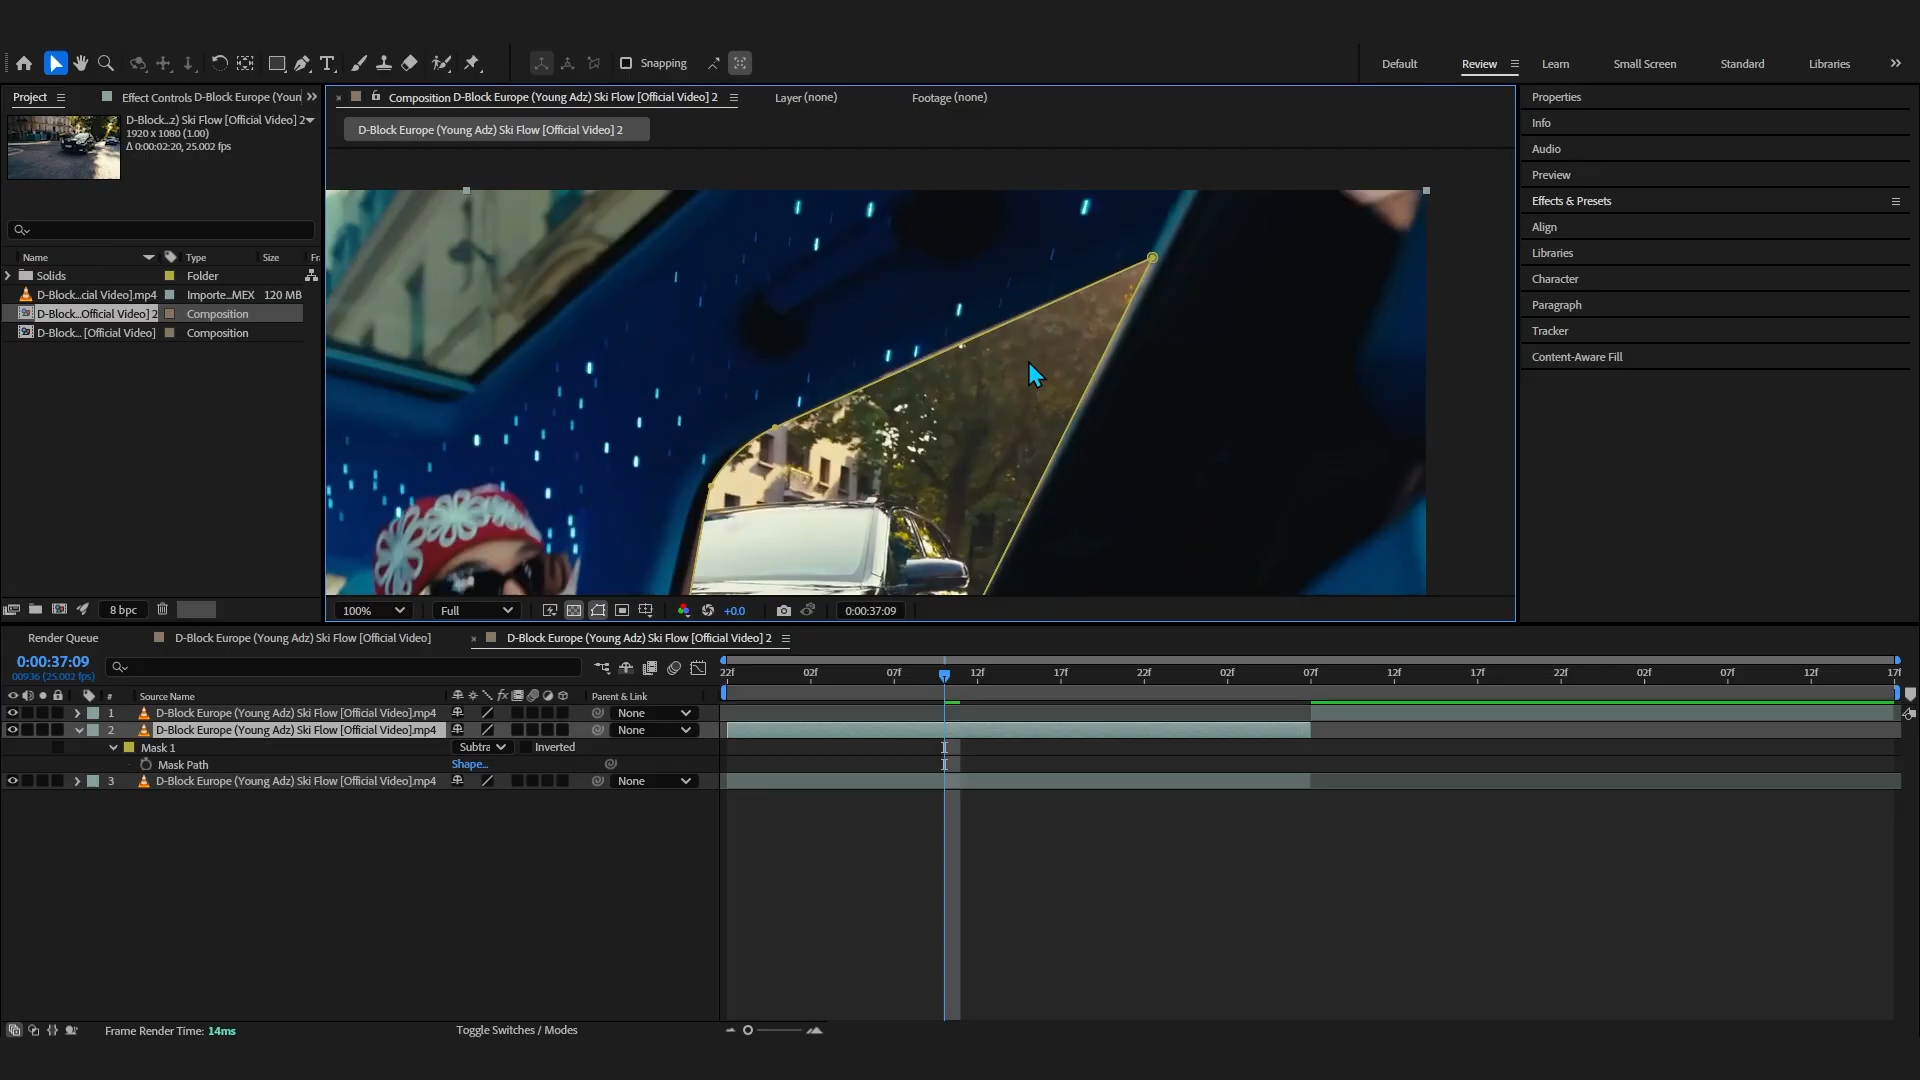 Snapping
Default
Review
Learn
Small Screen
Standard
Libraries
Project
Effect Controls D-Block Europe (Youn
Composition D-Block Europe (Young Adz) Ski Flow [Official Video] 2
Layer (none)
Footage (none)
Properties
D-Block...z) Ski Flow [Official Video] 2
1920 x 1080 (1.00)
Δ 0:00:02:20, 25.002 fps
D-Block Europe (Young Adz) Ski Flow [Official Video] 2
Info
Audio
Preview
Effects & Presets
Align
Libraries
Character
Paragraph
Tracker
Content-Aware Fill
Name
Type
Size
Fr
Solids
Folder
D-Block...cial Video].mp4
Importe...MEX
120 MB
D-Block...Official Video] 2
Composition
D-Block... [Official Video]
Composition
8 bpc
100%
Full
+0.0
0:00:37:09
Render Queue
D-Block Europe (Young Adz) Ski Flow [Official Video]
D-Block Europe (Young Adz) Ski Flow [Official Video] 2
0:00:37:09
00936 (25.002 fps)
22f 02f 07f 12f 17f 22f 02f 07f 12f 17f 22f 02f 07f 12f 17f
# Source Name
fx
Parent & Link
1 D-Block Europe (Young Adz) Ski Flow [Official Video].mp4 None
2 D-Block Europe (Young Adz) Ski Flow [Official Video].mp4 None
Mask 1 Subtra Inverted
Mask Path Shape...
3 D-Block Europe (Young Adz) Ski Flow [Official Video].mp4 None
Frame Render Time: 14ms
Toggle Switches / Modes